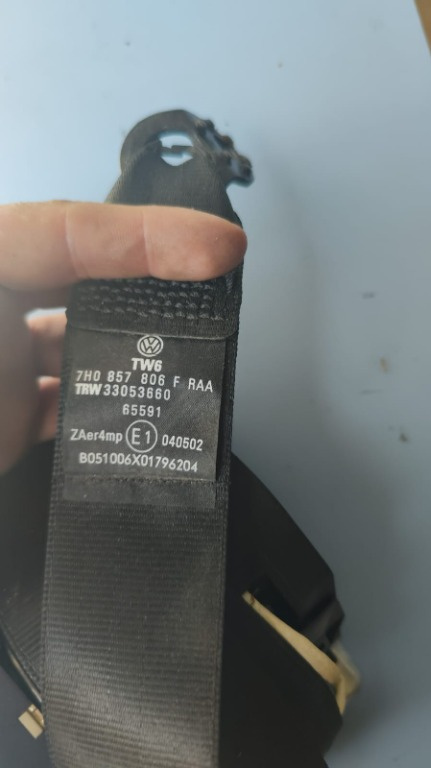 TW6
7H0 857 806 F RAA
TRW 33053660
65591
ZAer4mp E1 040502
B051006X01796204